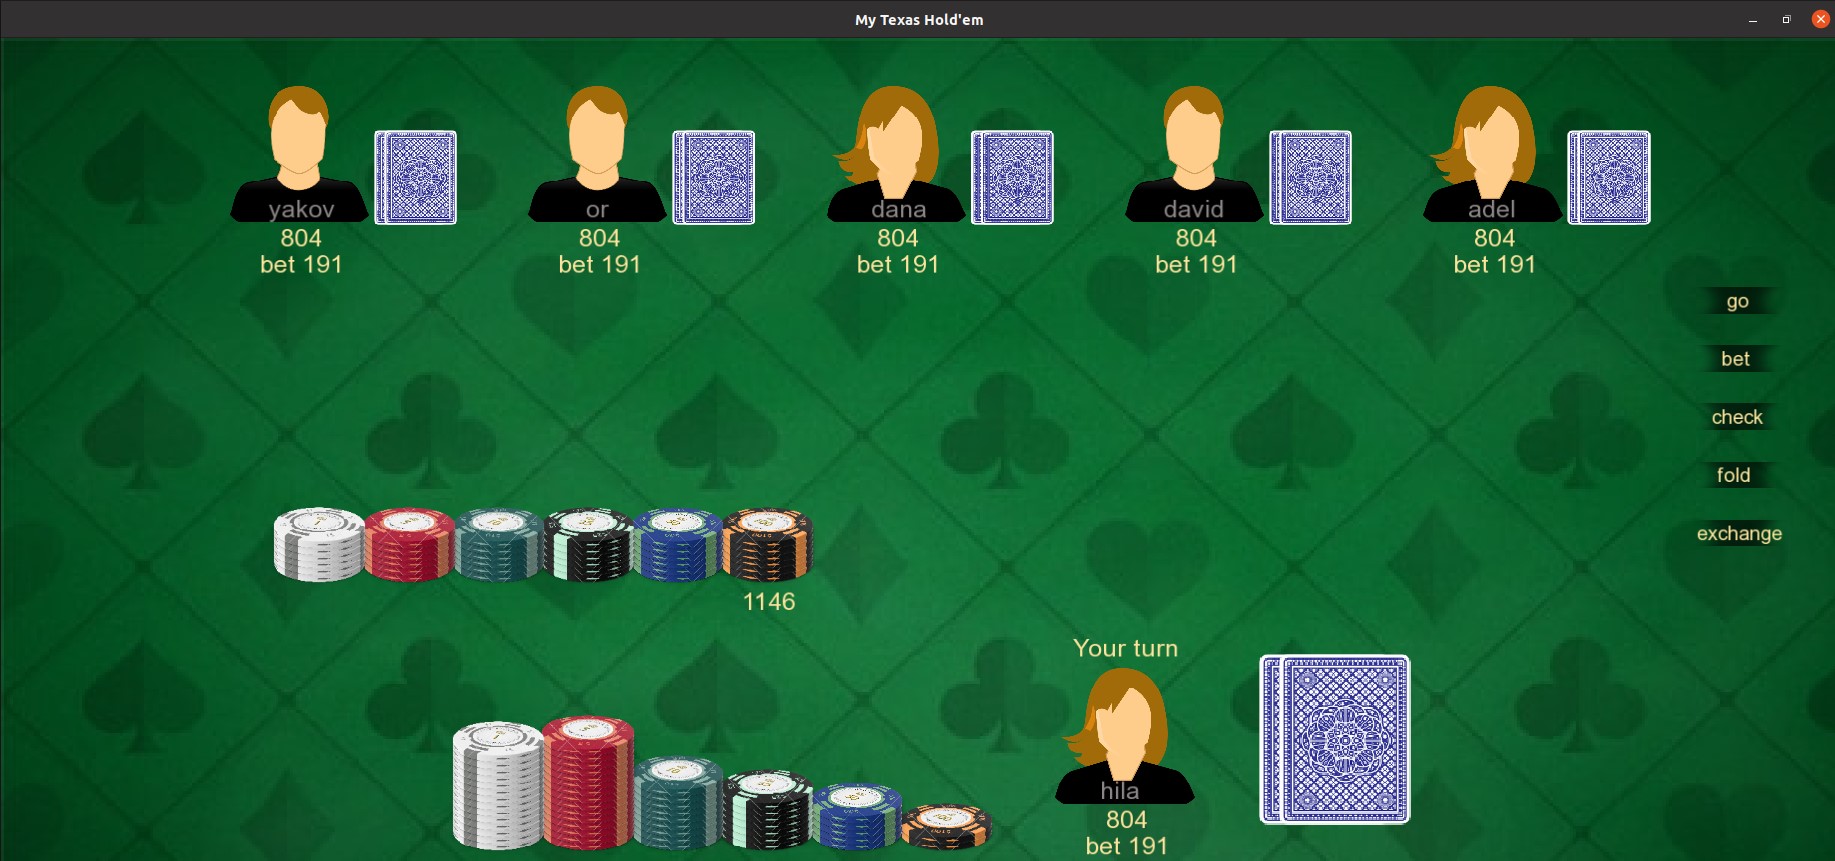 My Texas Hold'em
yakov
804
bet 191
or
804
bet 191
dana
804
bet 191
david
804
bet 191
adel
804
bet 191
go
bet
check
fold
exchange
1146
Your turn
hila
804
bet 191